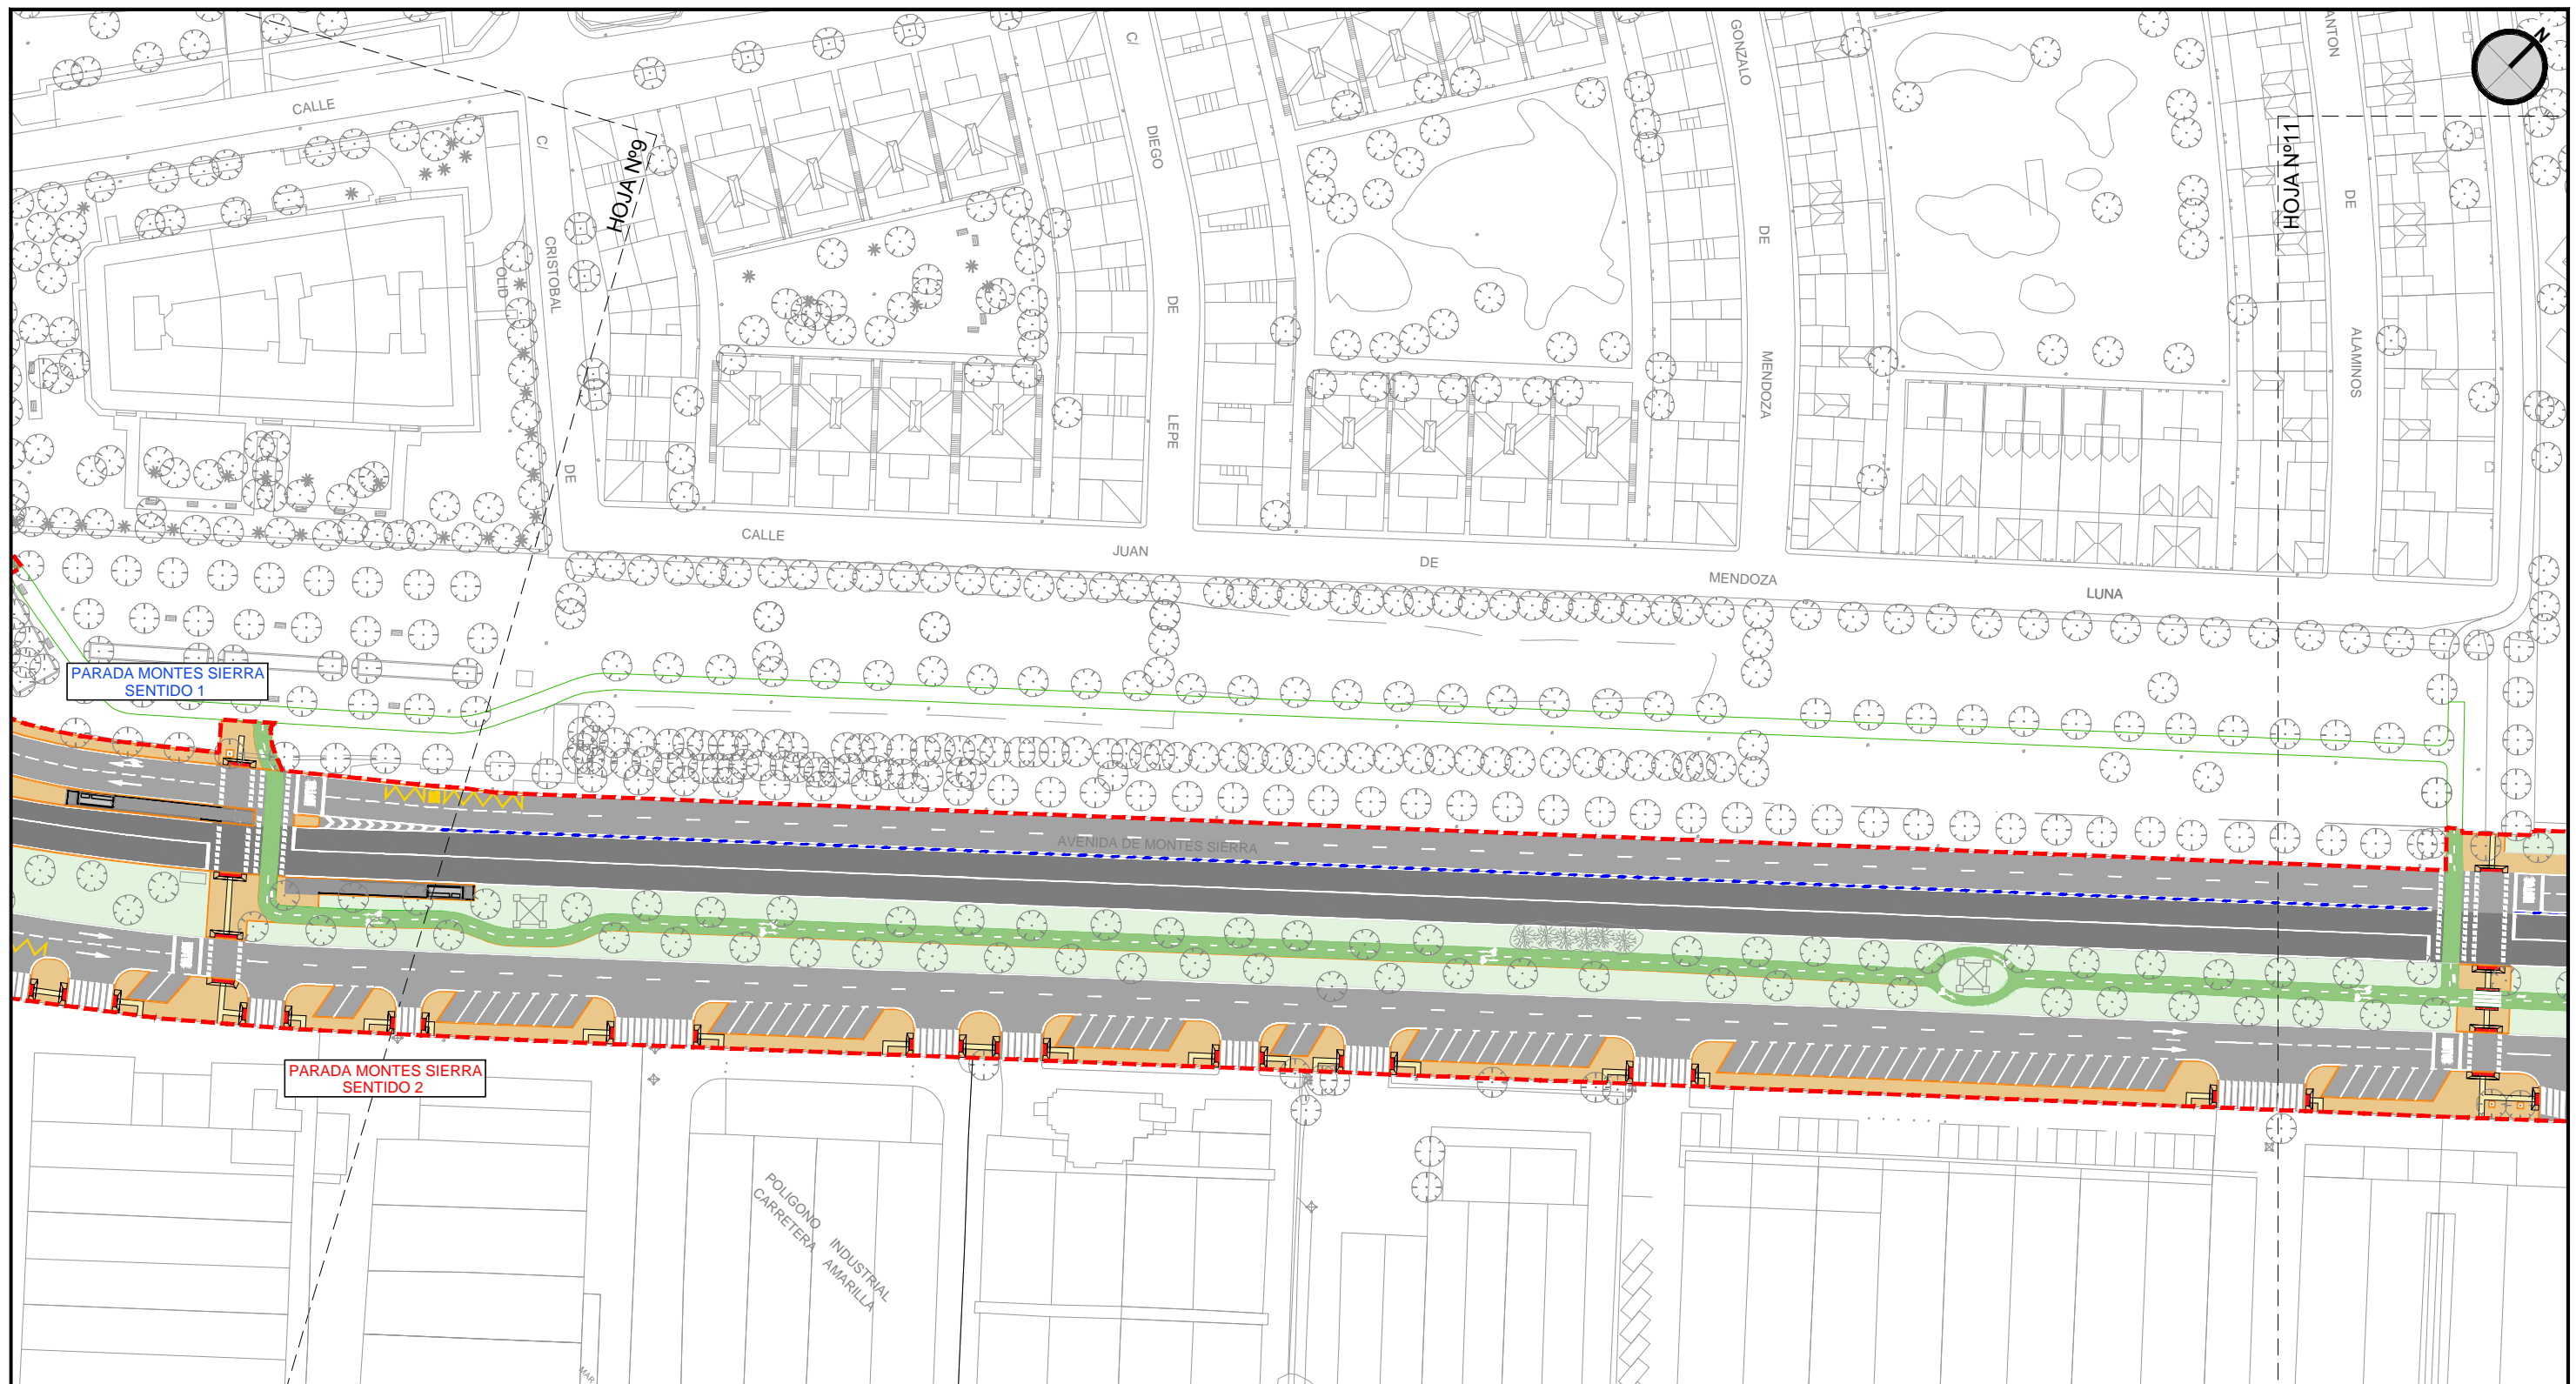 CALLE
C/
CRISTOBAL
DE
OLID
HOJA Nº9
C/
DIEGO
DE
LEPE
GONZALO
DE
MENDOZA
ANTON
DE
ALAMINOS
N
HOJA Nº11
CALLE
JUAN
DE
MENDOZA
LUNA
PARADA MONTES SIERRA
SENTIDO 1
AVENIDA DE MONTES SIERRA
PARADA MONTES SIERRA
SENTIDO 2
POLIGONO
INDUSTRIAL
CARRETERA
AMARILLA